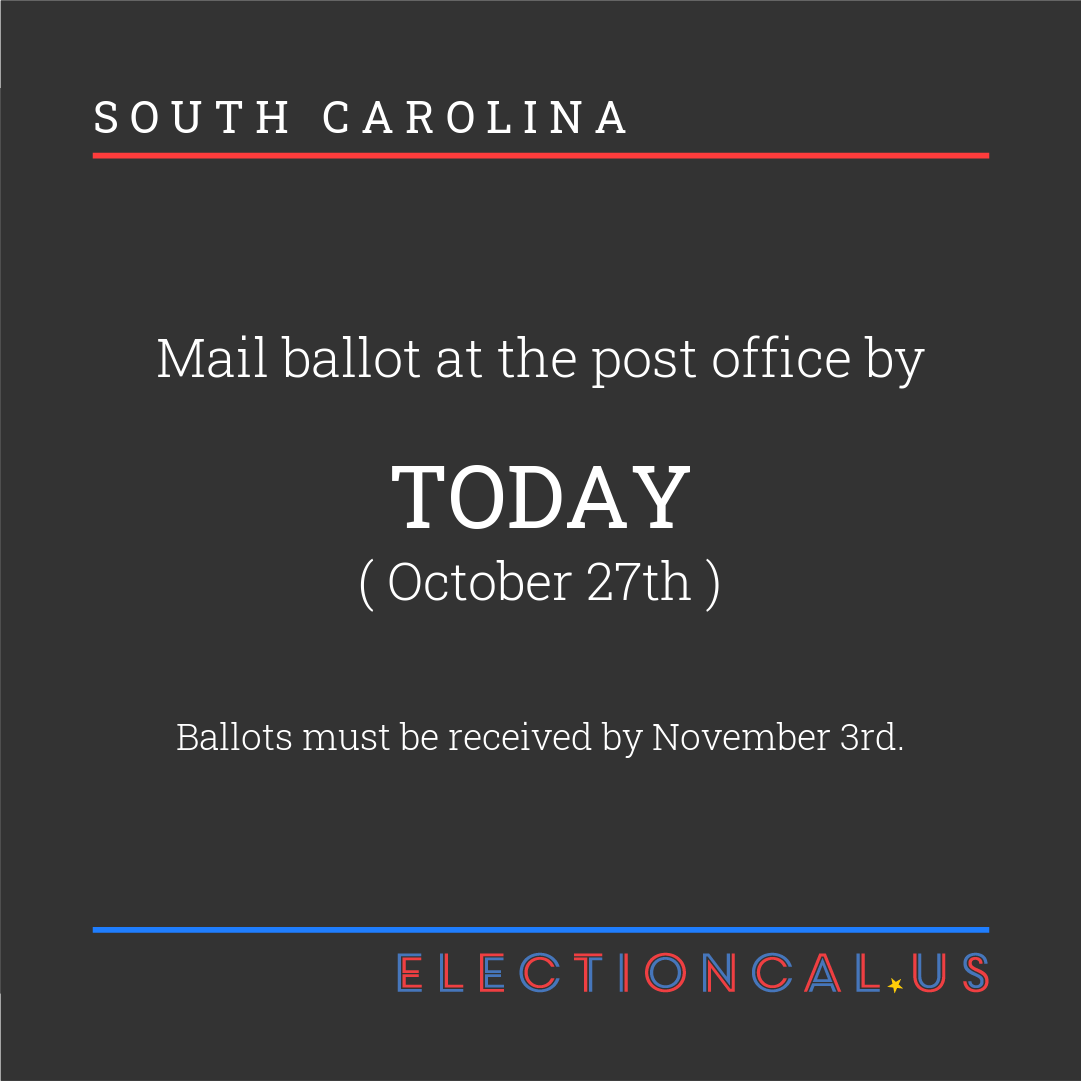 SOUTH CAROLINA
Mail ballot at the post office by
TODAY
( October 27th )
Ballots must be received by November 3rd.
ELECTIONCAL.US